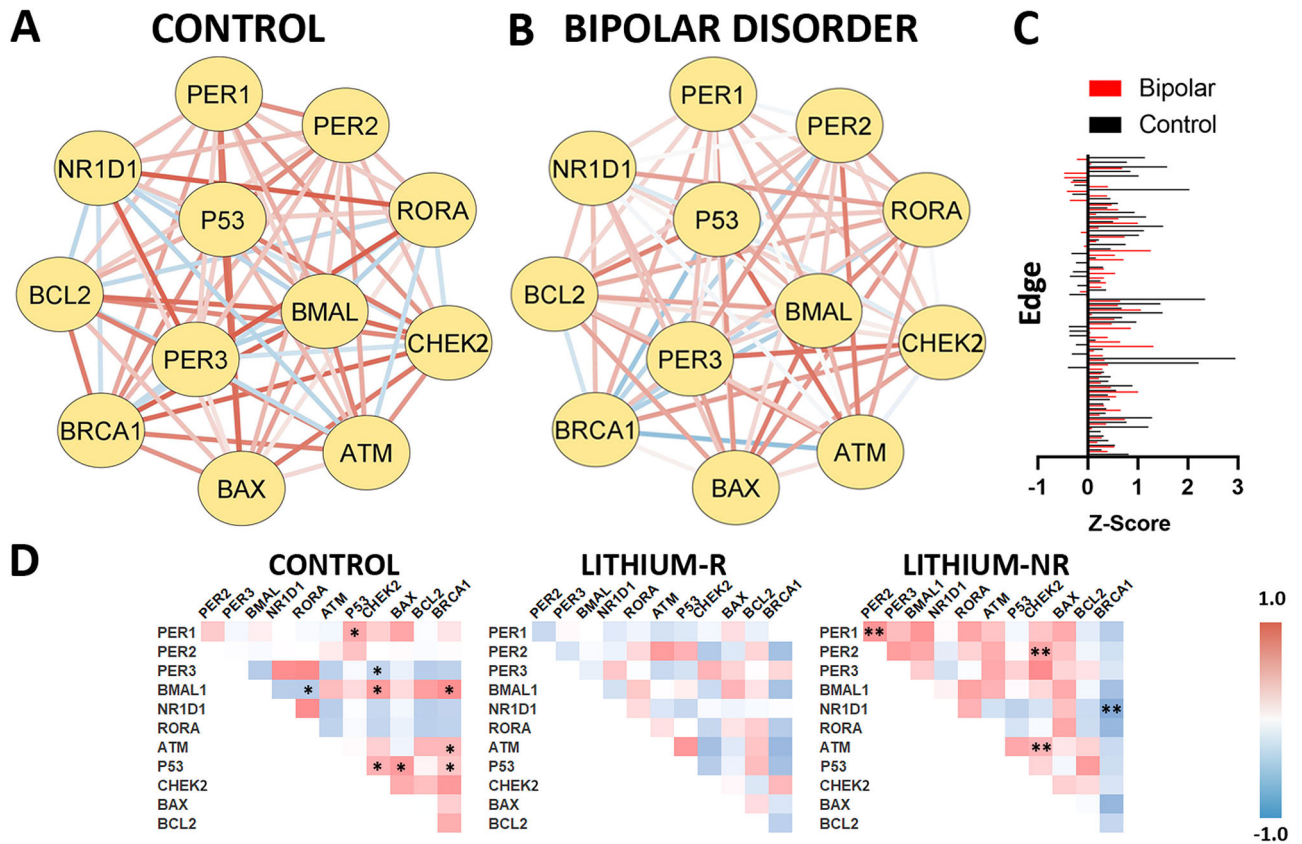 A CONTROL
B BIPOLAR DISORDER
C
PER1
PER2
NR1D1
RORA
P53
BCL2
BMAL
CHEK2
PER3
BRCA1
ATM
BAX
PER1
PER2
NR1D1
RORA
P53
BCL2
BMAL
CHEK2
PER3
BRCA1
ATM
BAX
Bipolar
Control
Edge
-1 0 1 2 3
Z-Score
D
CONTROL
PER2 PER3 BMAL NR1D1 RORA ATM P53 CHEK2 BAX BCL2 BRCA1
PER1 *
PER2
PER3 *
BMAL1 * * *
NR1D1
RORA
ATM *
P53 * * *
CHEK2
BAX
BCL2
LITHIUM-R
PER2 PER3 BMAL NR1D1 RORA ATM P53 CHEK2 BAX BCL2 BRCA1
PER1
PER2
PER3
BMAL1
NR1D1
RORA
ATM
P53
CHEK2
BAX
BCL2
LITHIUM-NR
PER2 PER3 BMAL1 NR1D1 RORA ATM P53 CHEK2 BAX BCL2 BRCA1
PER1 **
PER2 **
PER3
BMAL1
NR1D1 **
RORA
ATM **
P53
CHEK2
BAX
BCL2
1.0
-1.0